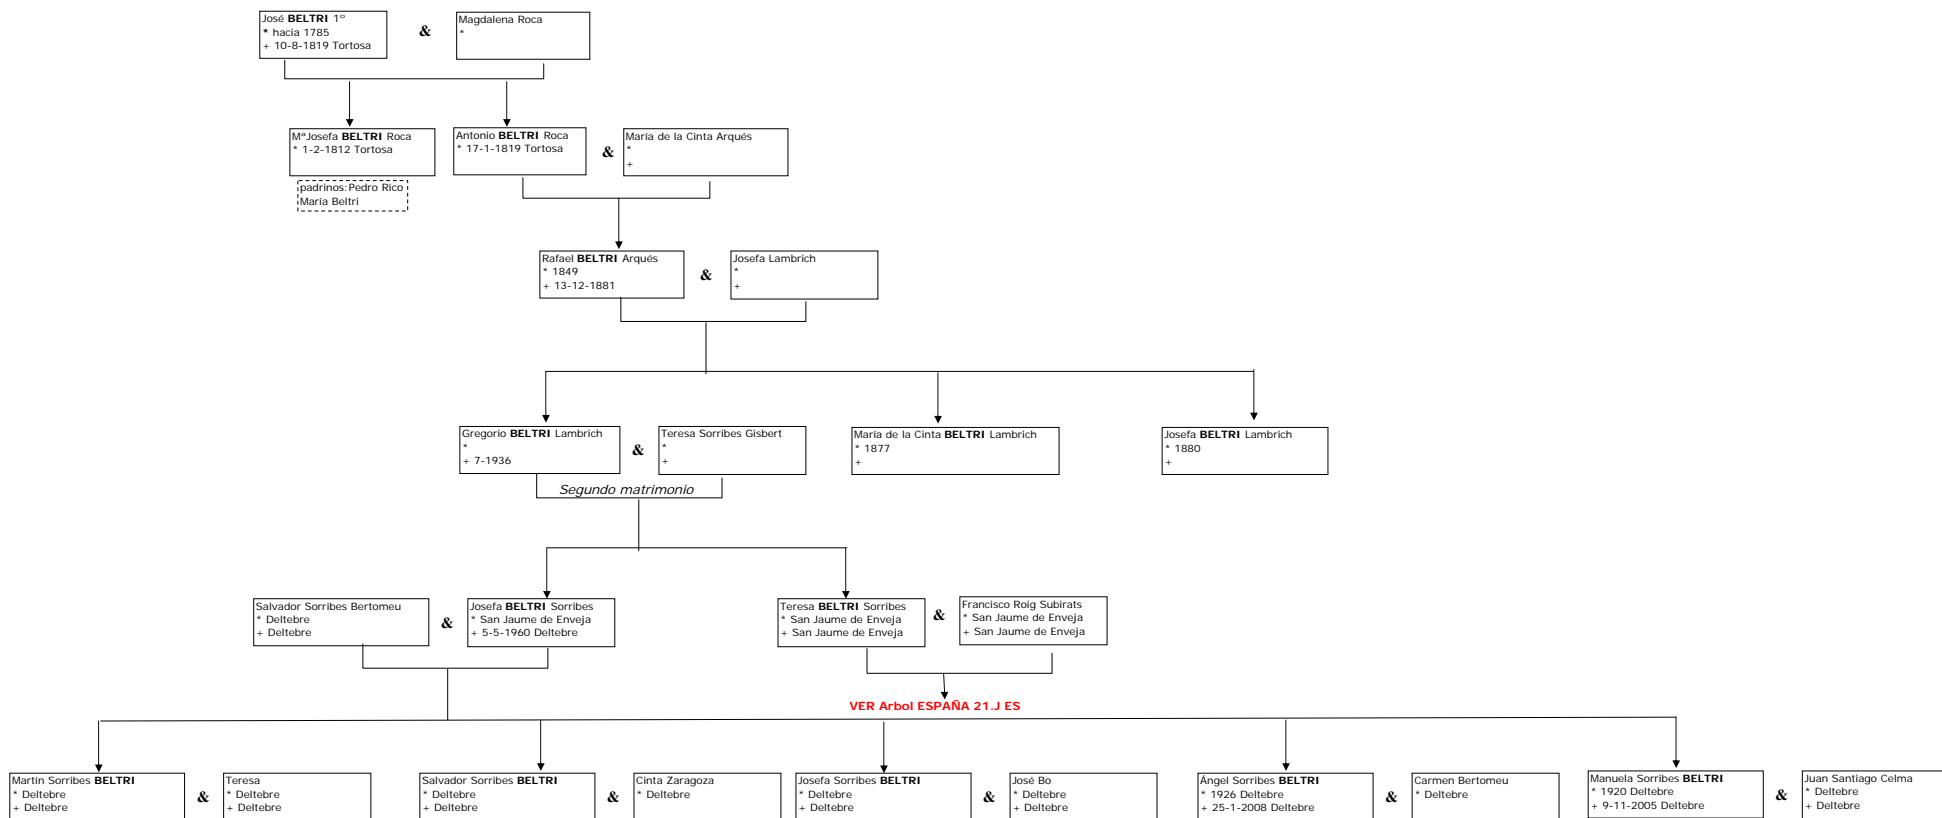 José BELTRI 1º
* hacia 1785
+ 10-8-1819 Tortosa
&
Magdalena Roca
*
MªJosefa BELTRI Roca
* 1-2-1812 Tortosa
padrinos:Pedro Rico
María Beltri
Antonio BELTRI Roca
* 17-1-1819 Tortosa
&
María de la Cinta Arqués
*
+
Rafael BELTRI Arqués
* 1849
+ 13-12-1881
&
Josefa Lambrich
*
+
Gregorio BELTRI Lambrich
*
+ 7-1936
&
Teresa Sorribes Gisbert
*
+
Segundo matrimonio
María de la Cinta BELTRI Lambrich
* 1877
+
Josefa BELTRI Lambrich
* 1880
+
Salvador Sorribes Bertomeu
* Deltebre
+ Deltebre
&
Josefa BELTRI Sorribes
* San Jaume de Enveja
+ 5-5-1960 Deltebre
Teresa BELTRI Sorribes
* San Jaume de Enveja
+ San Jaume de Enveja
&
Francisco Roig Subirats
* San Jaume de Enveja
+ San Jaume de Enveja
VER Arbol ESPAÑA 21.J ES
Martín Sorribes BELTRI
* Deltebre
+ Deltebre
&
Teresa
* Deltebre
+ Deltebre
Salvador Sorribes BELTRI
* Deltebre
+ Deltebre
&
Cinta Zaragoza
* Deltebre
Josefa Sorribes BELTRI
* Deltebre
+ Deltebre
&
José Bo
* Deltebre
+ Deltebre
Ángel Sorribes BELTRI
* 1926 Deltebre
+ 25-1-2008 Deltebre
&
Carmen Bertomeu
* Deltebre
Manuela Sorribes BELTRI
* 1920 Deltebre
+ 9-11-2005 Deltebre
&
Juan Santiago Celma
* Deltebre
+ Deltebre